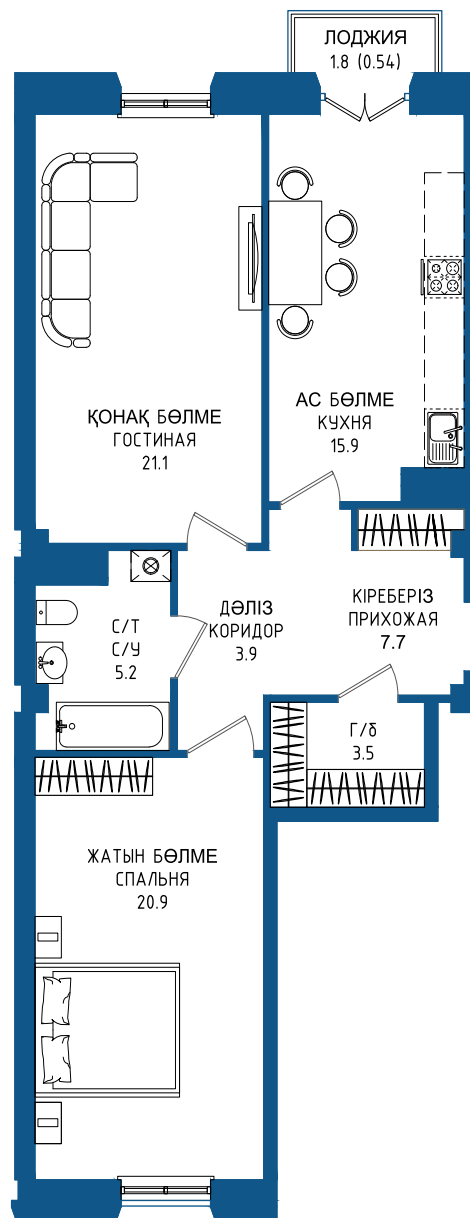 ЛОДЖИЯ
1.8 (0.54)
ҚОНАҚ БӨЛМЕ
ГОСТИНАЯ
21.1
АС БӨЛМЕ
КУХНЯ
15.9
ДӘЛІЗ
КОРИДОР
3.9
КІРЕБЕРІЗ
ПРИХОЖАЯ
7.7
С/Т
С/У
5.2
Г/б
3.5
ЖАТЫН БӨЛМЕ
СПАЛЬНЯ
20.9